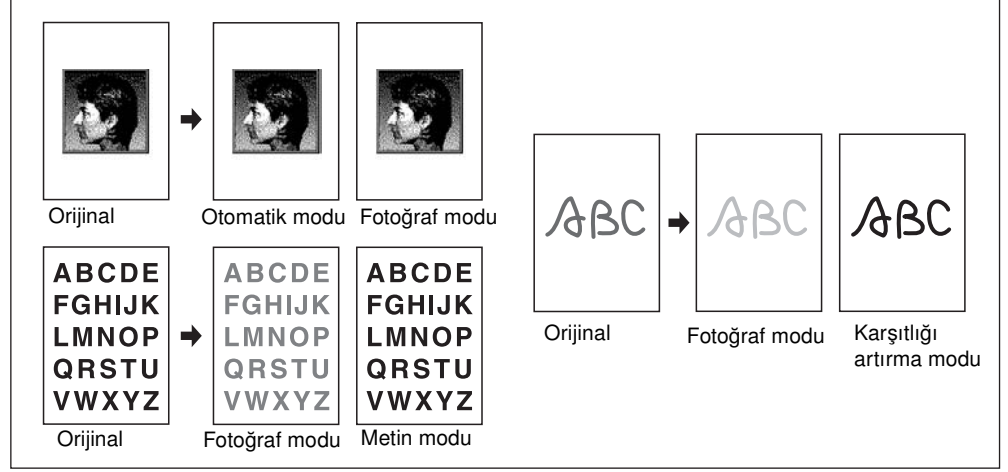 Orijinal
Otomatik modu
Fotoğraf modu
ABCDE
FGHIJK
LMNOP
QRSTU
VWXYZ
Orijinal
ABCDE
FGHIJK
LMNOP
QRSTU
VWXYZ
Fotoğraf modu
ABCDE
FGHIJK
LMNOP
QRSTU
VWXYZ
Metin modu
ABC
Orijinal
ABC
Fotoğraf modu
ABC
Karşıtlığı
artırma modu